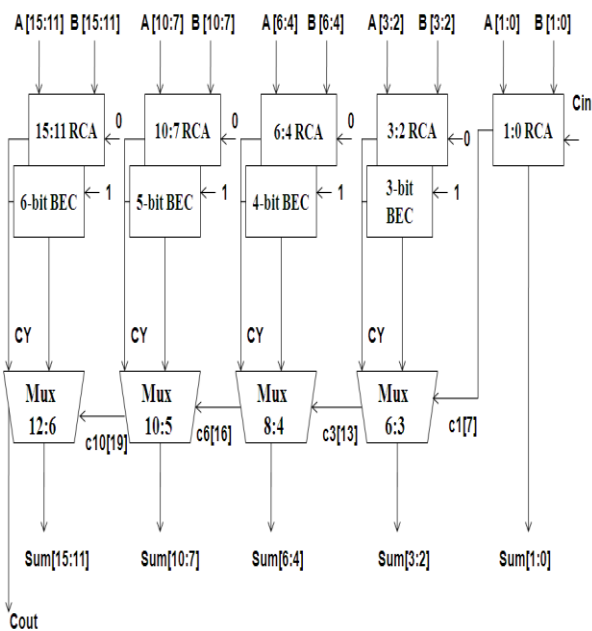 A[15:11] B[15:11] A[10:7] B[10:7] A[6:4] B[6:4] A[3:2] B[3:2] A[1:0] B[1:0]
Cin
0 0 0 0
15:11 RCA 10:7 RCA 6:4 RCA 3:2 RCA 1:0 RCA
6-bit BEC 1 5-bit BEC 1 4-bit BEC 1 3-bit BEC 1
CY CY CY CY
Mux 12:6 Mux 10:5 Mux 8:4 Mux 6:3
c10[19] c6[16] c3[13] c1[7]
Sum[15:11] Sum[10:7] Sum[6:4] Sum[3:2] Sum[1:0]
Cout